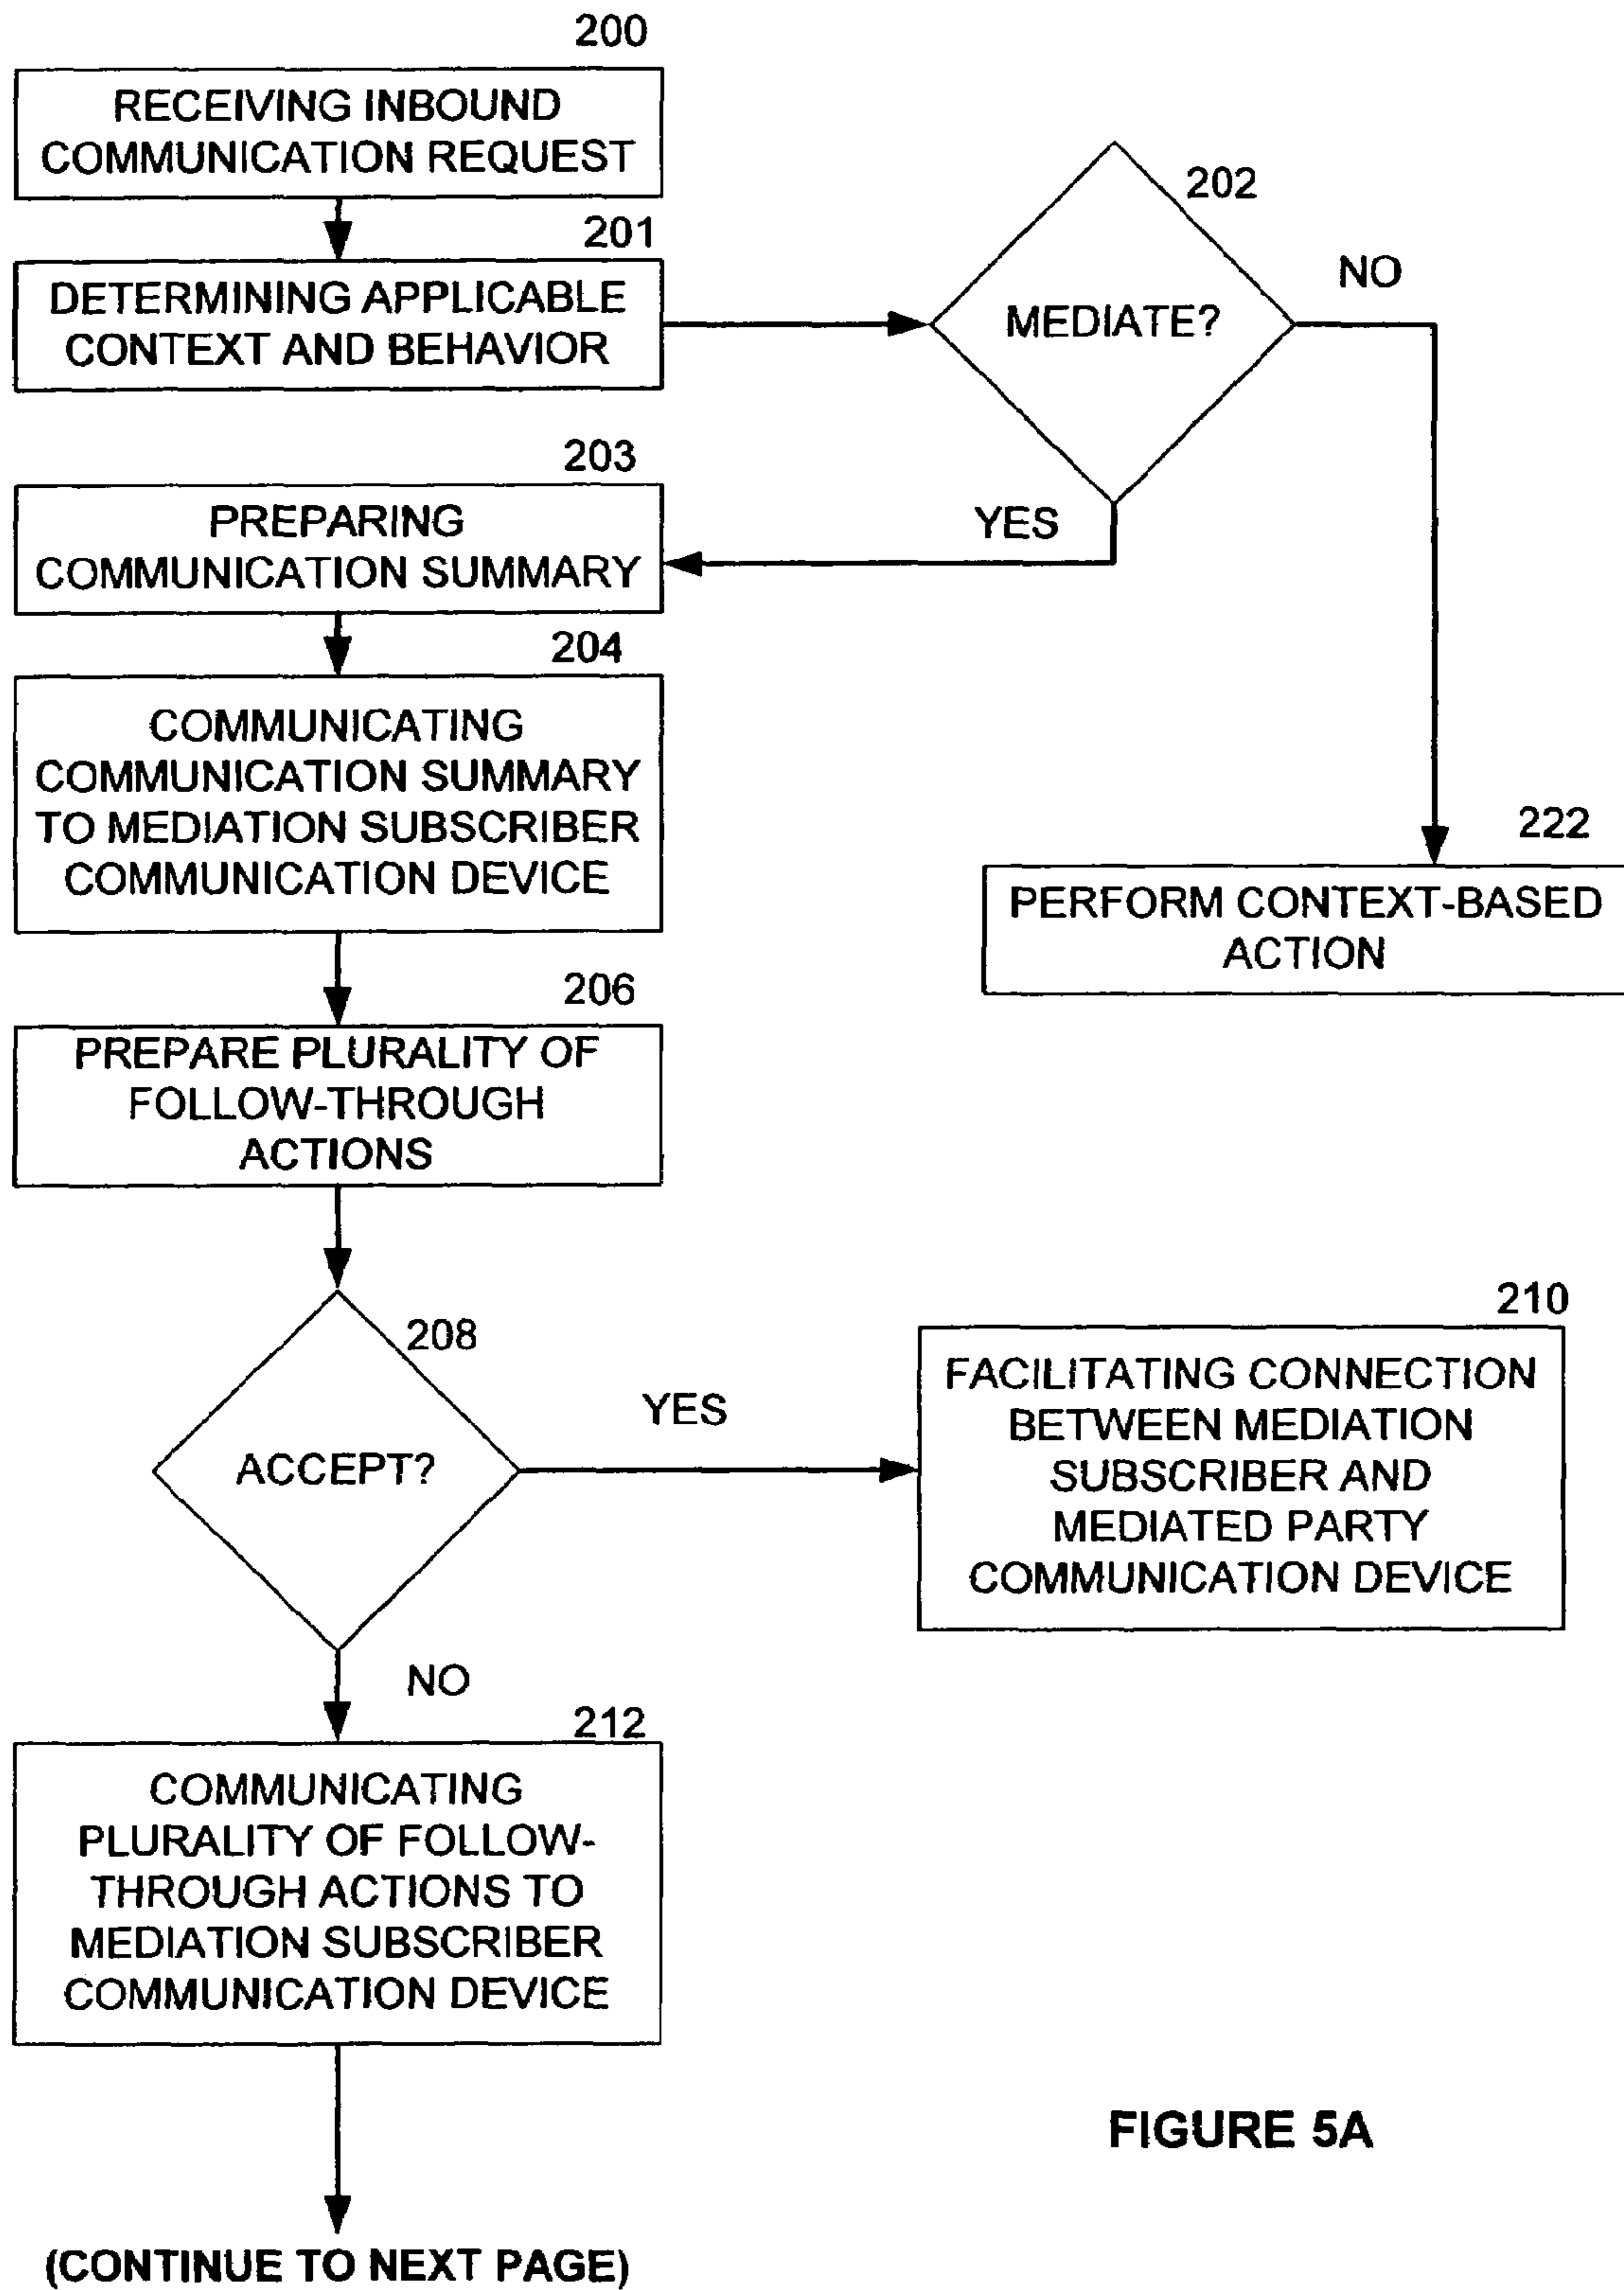 200
RECEIVING INBOUND
COMMUNICATION REQUEST
201
DETERMINING APPLICABLE
CONTEXT AND BEHAVIOR
202
MEDIATE?
NO
YES
203
PREPARING
COMMUNICATION SUMMARY
204
COMMUNICATING
COMMUNICATION SUMMARY
TO MEDIATION SUBSCRIBER
COMMUNICATION DEVICE
222
PERFORM CONTEXT-BASED
ACTION
206
PREPARE PLURALITY OF
FOLLOW-THROUGH
ACTIONS
208
ACCEPT?
YES
210
FACILITATING CONNECTION
BETWEEN MEDIATION
SUBSCRIBER AND
MEDIATED PARTY
COMMUNICATION DEVICE
NO
212
COMMUNICATING
PLURALITY OF FOLLOW-
THROUGH ACTIONS TO
MEDIATION SUBSCRIBER
COMMUNICATION DEVICE
FIGURE 5A
(CONTINUE TO NEXT PAGE)